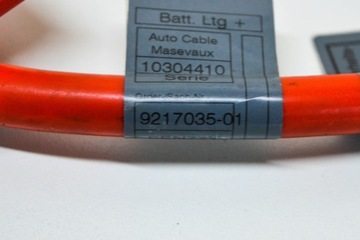 Batt. Ltg +
Auto Cable
Masevaux
10304410
Serie
9217035-01